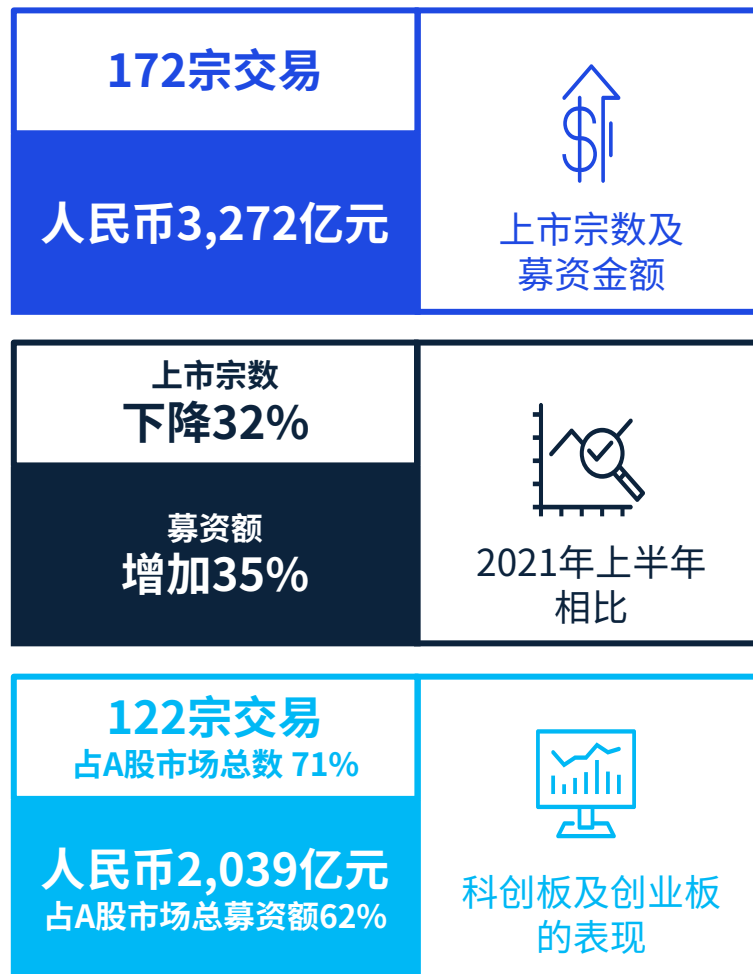 172宗交易
人民币3,272亿元
上市宗数及
募资金额
上市宗数
下降32%
募资额
增加35%
2021年上半年
相比
122宗交易
占A股市场总数 71%
人民币2,039亿元
占A股市场总募资额62%
科创板及创业板
的表现